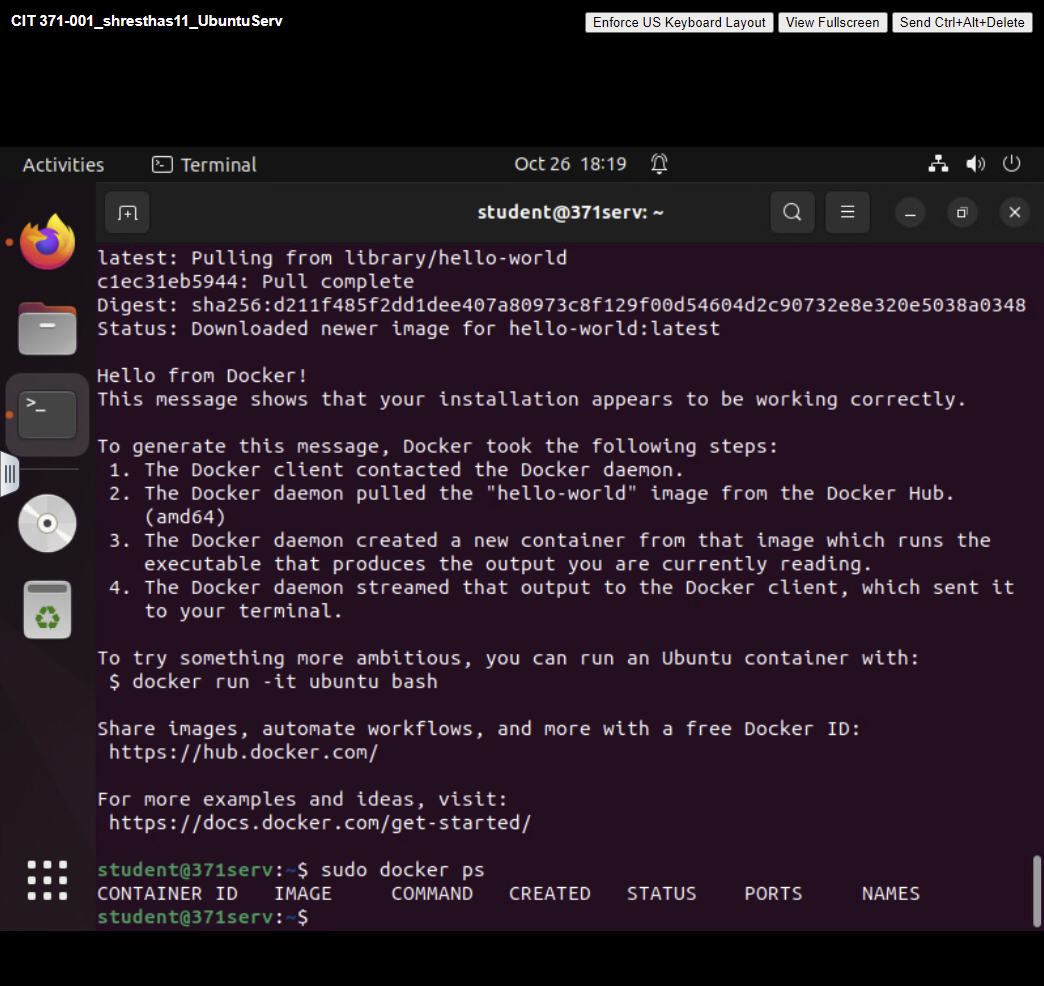 CIT 371-001_shresthas11_UbuntuServ
Enforce US Keyboard Layout View Fullscreen Send Ctrl+Alt+Delete
Activities Terminal Oct 26 18:19
student@371serv: ~
latest: Pulling from library/hello-world
c1ec31eb5944: Pull complete
Digest: sha256:d211f485f2dd1dee407a80973c8f129f00d54604d2c90732e8e320e5038a0348
Status: Downloaded newer image for hello-world:latest
Hello from Docker!
This message shows that your installation appears to be working correctly.
To generate this message, Docker took the following steps:
1. The Docker client contacted the Docker daemon.
2. The Docker daemon pulled the "hello-world" image from the Docker Hub.
(amd64)
3. The Docker daemon created a new container from that image which runs the
executable that produces the output you are currently reading.
4. The Docker daemon streamed that output to the Docker client, which sent it
to your terminal.
To try something more ambitious, you can run an Ubuntu container with:
$ docker run -it ubuntu bash
Share images, automate workflows, and more with a free Docker ID:
https://hub.docker.com/
For more examples and ideas, visit:
https://docs.docker.com/get-started/
student@371serv:~$ sudo docker ps
CONTAINER ID IMAGE COMMAND CREATED STATUS PORTS NAMES
student@371serv:~$